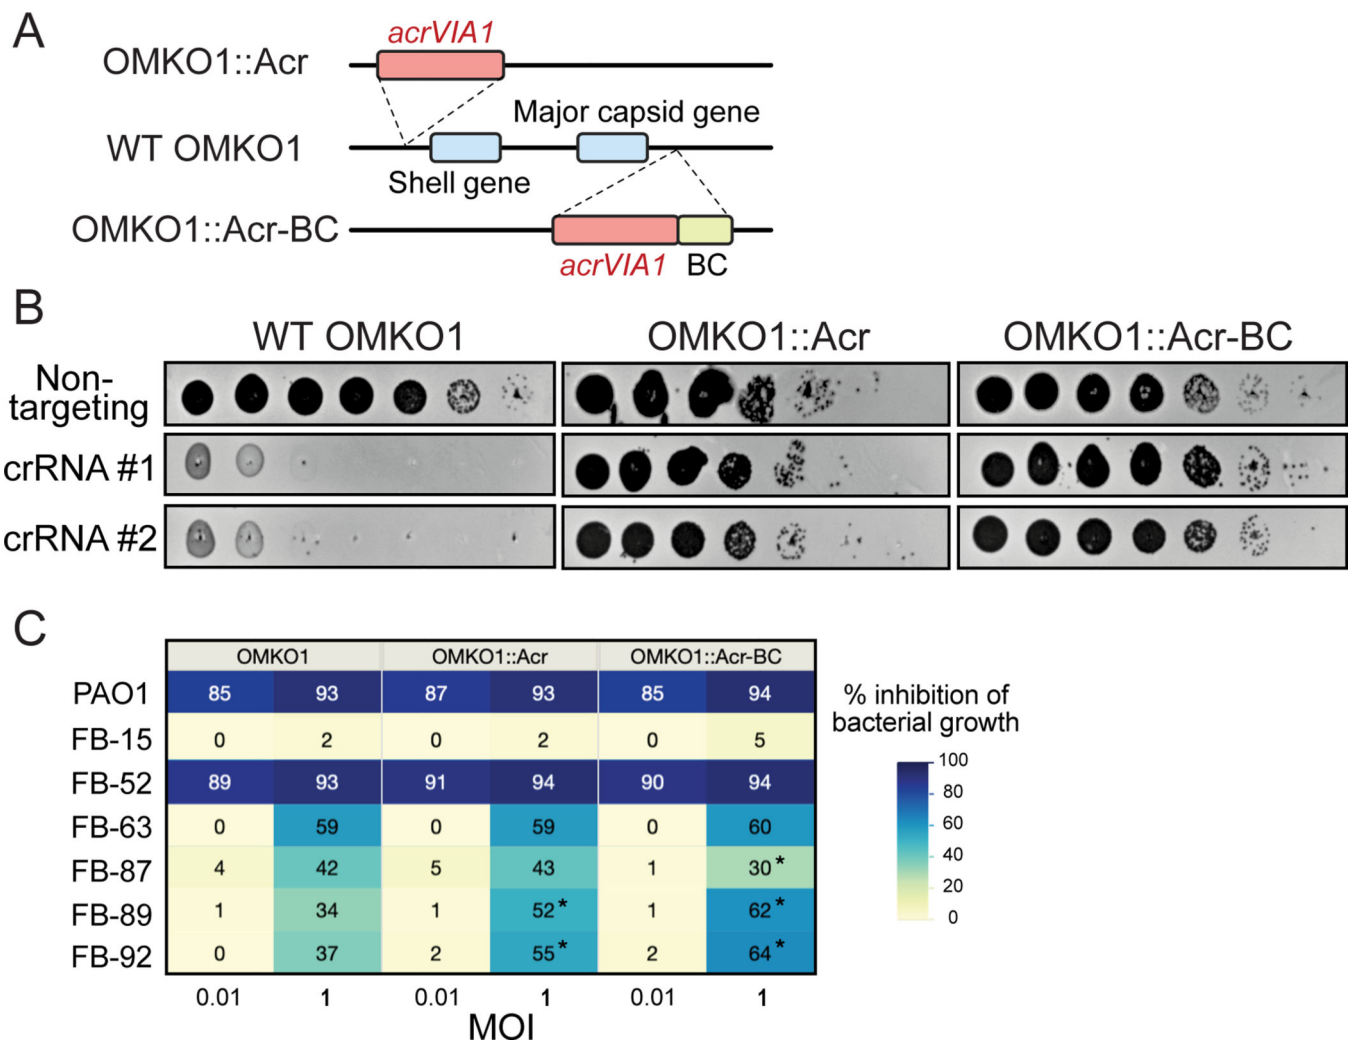 A
acrVIA1
OMKO1::Acr
Major capsid gene
WT OMKO1
Shell gene
OMKO1::Acr-BC
acrVIA1 BC
B
WT OMKO1 OMKO1::Acr OMKO1::Acr-BC
Non-
targeting
crRNA #1
crRNA #2
C
OMKO1 OMKO1::Acr OMKO1::Acr-BC
PAO1 85 93 87 93 85 94
FB-15 0 2 0 2 0 5
FB-52 89 93 91 94 90 94
FB-63 0 59 0 59 0 60
FB-87 4 42 5 43 1 30*
FB-89 1 34 1 52* 1 62*
FB-92 0 37 2 55* 2 64*
0.01 1 0.01 1 0.01 1
MOI
% inhibition of
bacterial growth
100
80
60
40
20
0